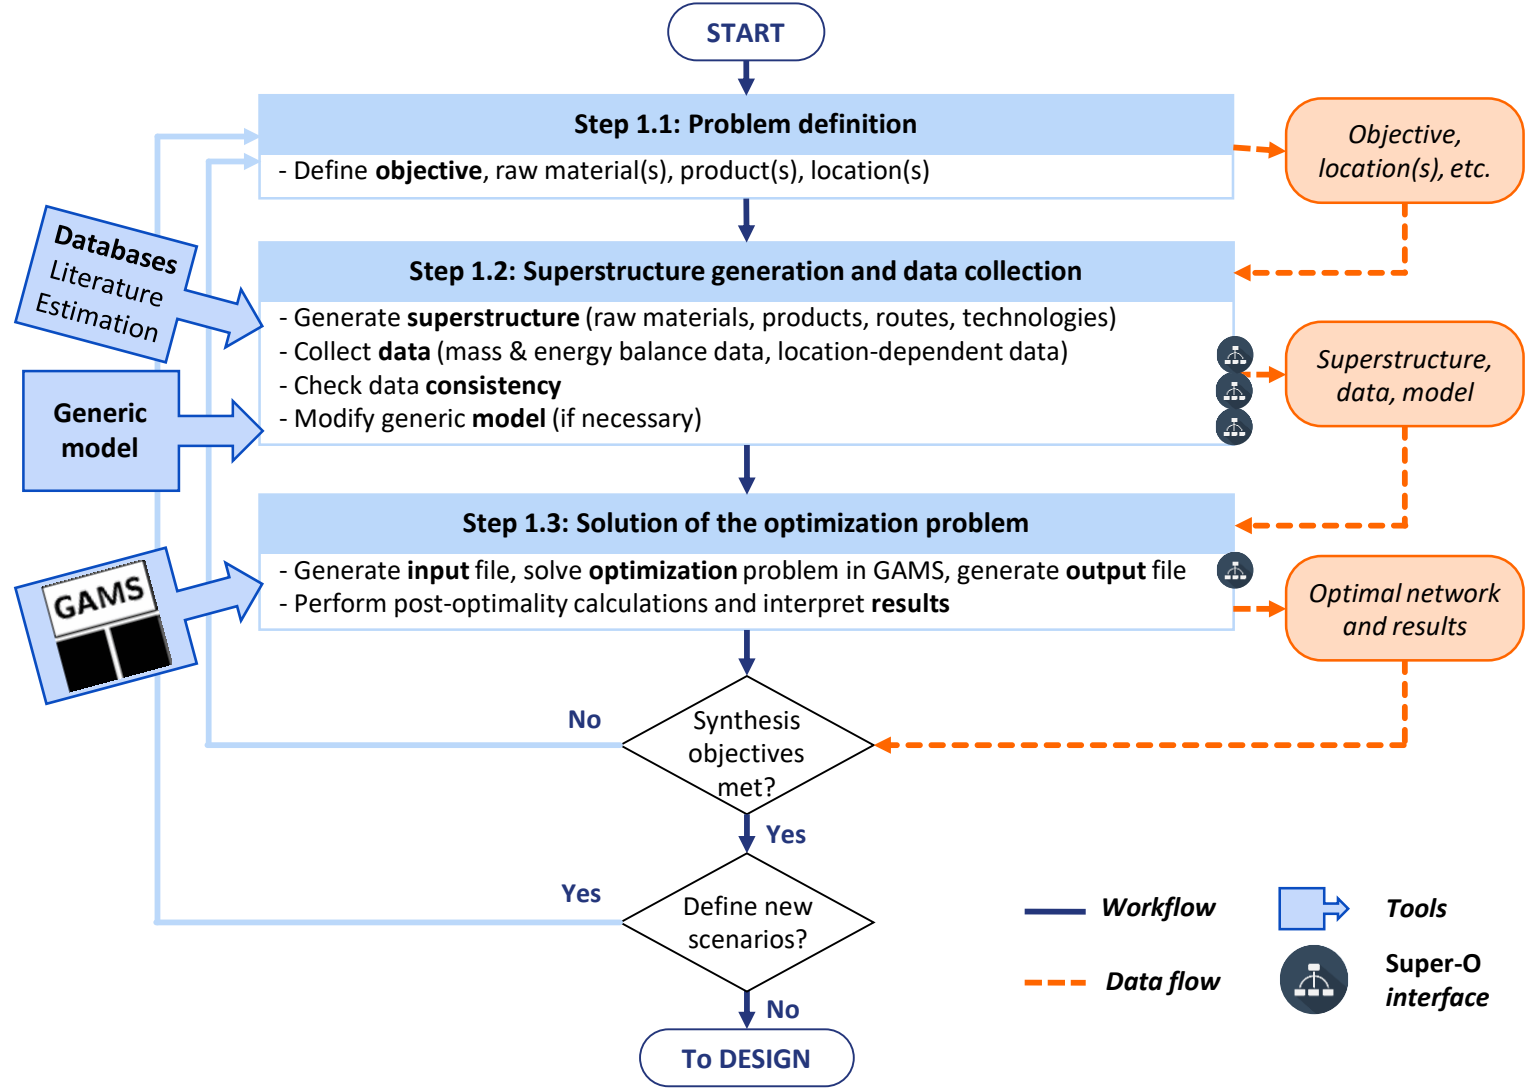 START
Step 1.1: Problem definition
- Define objective, raw material(s), product(s), location(s)
Objective,
location(s), etc.
Databases
Literature
Estimation
Step 1.2: Superstructure generation and data collection
- Generate superstructure (raw materials, products, routes, technologies)
- Collect data (mass & energy balance data, location-dependent data)
- Check data consistency
- Modify generic model (if necessary)
Superstructure,
data, model
Generic
model
Step 1.3: Solution of the optimization problem
- Generate input file, solve optimization problem in GAMS, generate output file
- Perform post-optimality calculations and interpret results
GAMS
Optimal network
and results
No
Synthesis
objectives
met?
Yes
Yes
Define new
scenarios?
No
To DESIGN
Workflow
Tools
Data flow
Super-O
interface